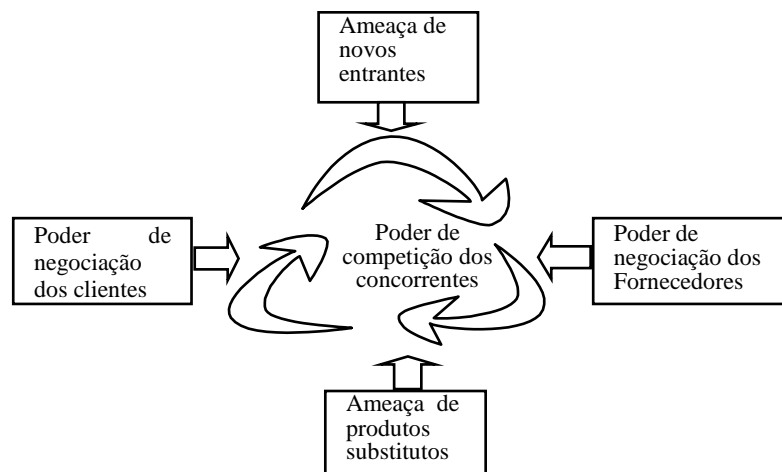 Ameaça de
novos
entrantes
Poder de
negociação
dos clientes
Poder de
competição dos
concorrentes
Poder de
negociação dos
Fornecedores
Ameaça de
produtos
substitutos